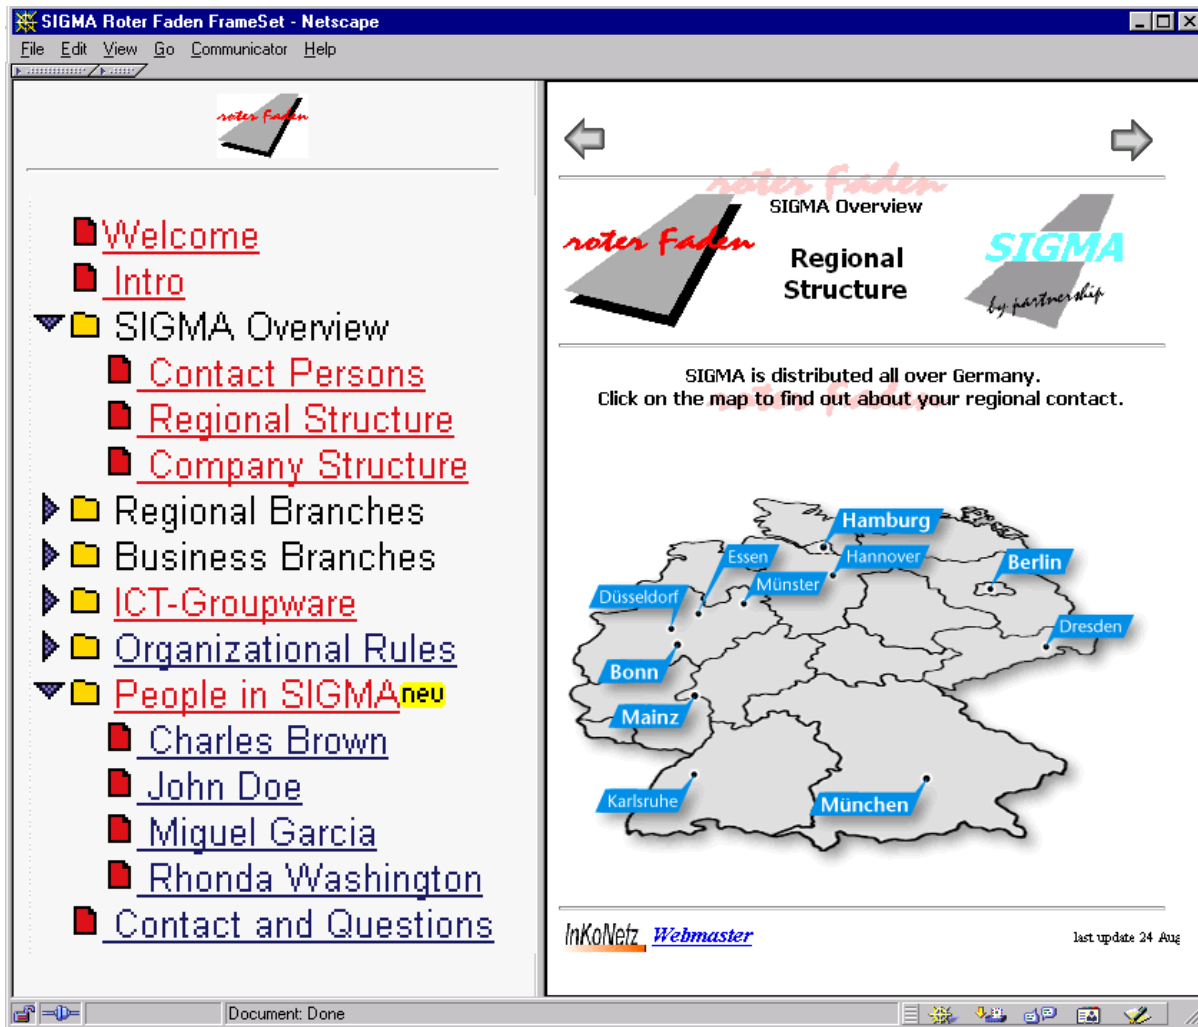 SIGMA Roter Faden FrameSet - Netscape
File Edit View Go Communicator Help
roter Faden
Welcome
Intro
SIGMA Overview
Contact Persons
Regional Structure
Company Structure
Regional Branches
Business Branches
ICT-Groupware
Organizational Rules
People in SIGMA neu
Charles Brown
John Doe
Miguel Garcia
Rhonda Washington
Contact and Questions
roter Faden
SIGMA Overview
roter Faden
Regional
Structure
SIGMA
by partnership
SIGMA is distributed all over Germany.
Click on the map to find out about your regional contact.
roter Faden
Hamburg
Essen
Hannover
Berlin
Münster
Düsseldorf
Dresden
Bonn
Mainz
Karlsruhe
München
InKoNetz Webmaster
last update 24 Aug
Document: Done